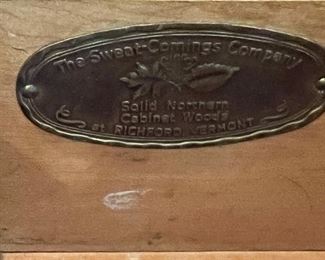 The Sweat-Comings Company
Solid Northern
Cabinet Woods
at RICHFORD, VERMONT